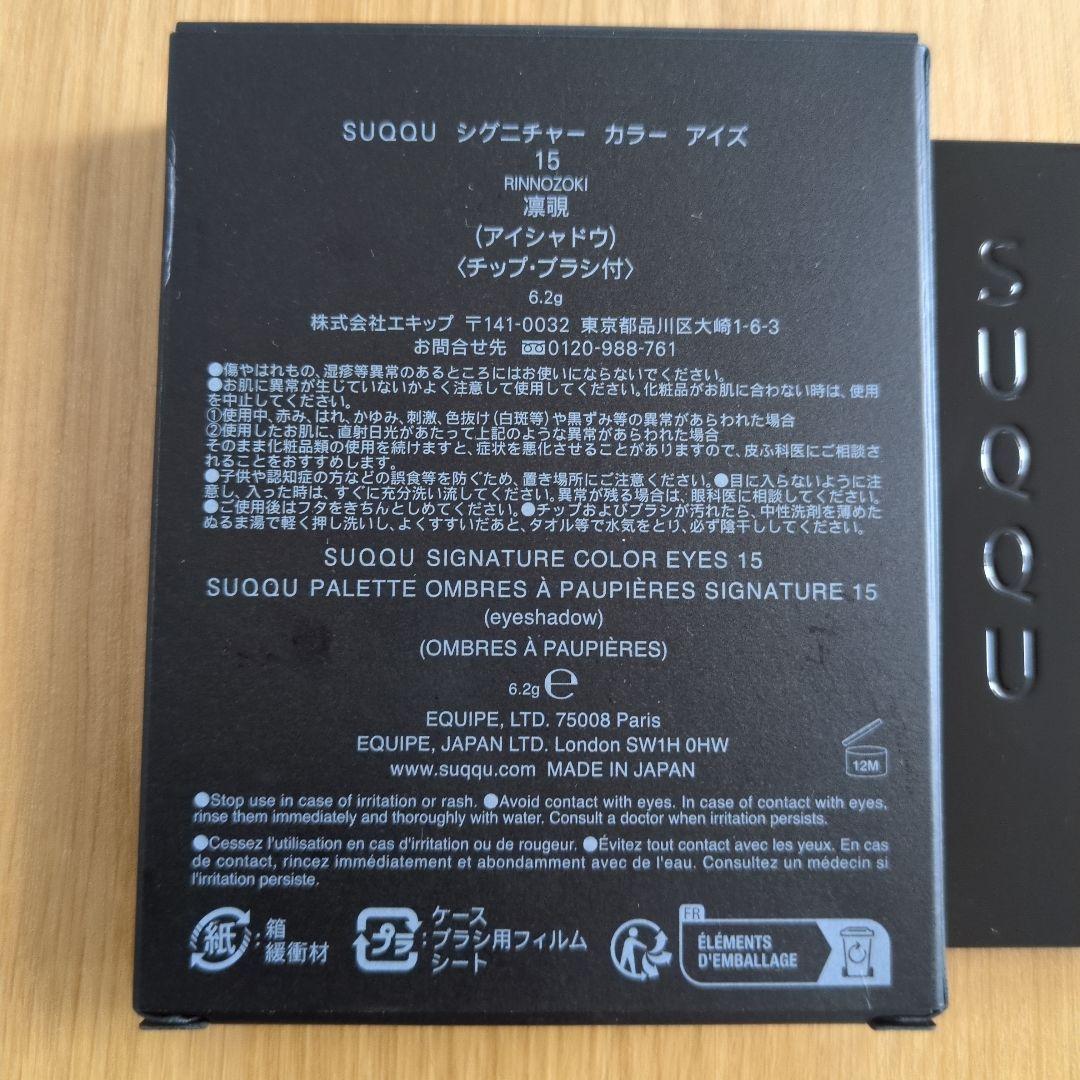 SUQQU シグニチャー カラー アイズ
15
RINNOZOKI
凛覗
(アイシャドウ)
〈チップ・ブラシ付〉
6.2g
株式会社エキップ 〒141-0032 東京都品川区大崎1-6-3
お問合せ先 0120-988-761
●傷やはれもの、湿疹等異常のあるところにはお使いにならないでください。
●お肌に異常が生じていないかよく注意して使用してください。化粧品がお肌に合わない時は、使用
を中止してください。
①使用中、赤み、はれ、かゆみ、刺激、色抜け(白斑等)や黒ずみ等の異常があらわれた場合
②使用したお肌に、直射日光があたって上記のような異常があらわれた場合
そのまま化粧品類の使用を続けますと、症状を悪化させることがありますので、皮ふ科医にご相談さ
れることをおすすめします。
●子供や認知症の方などの誤食等を防ぐため、置き場所にご注意ください。●目に入らないように注
意し、入った時は、すぐに充分洗い流してください。異常が残る場合は、眼科医に相談してください。
●ご使用後はフタをきちんとしめてください。●チップおよびブラシが汚れたら、中性洗剤を薄めた
ぬるま湯で軽く押し洗いし、よくすすいだあと、タオル等で水気をとり、必ず陰干ししてください。
SUQQU SIGNATURE COLOR EYES 15
SUQQU PALETTE OMBRES À PAUPIÈRES SIGNATURE 15
(eyeshadow)
(OMBRES À PAUPIÈRES)
6.2g ℮
EQUIPE, LTD. 75008 Paris
EQUIPE, JAPAN LTD. London SW1H 0HW
www.suqqu.com MADE IN JAPAN
12M
●Stop use in case of irritation or rash. ●Avoid contact with eyes. In case of contact with eyes,
rinse them immediately and thoroughly with water. Consult a doctor when irritation persists.
●Cessez l'utilisation en cas d'irritation ou de rougeur. ●Évitez tout contact avec les yeux. En cas
de contact, rincez immédiatement et abondamment avec de l'eau. Consultez un médecin si
l'irritation persiste.
紙:箱
緩衝材
プラ:ケース
ブラシ用フィルム
シート
FR
ÉLÉMENTS
D'EMBALLAGE
SUQQU